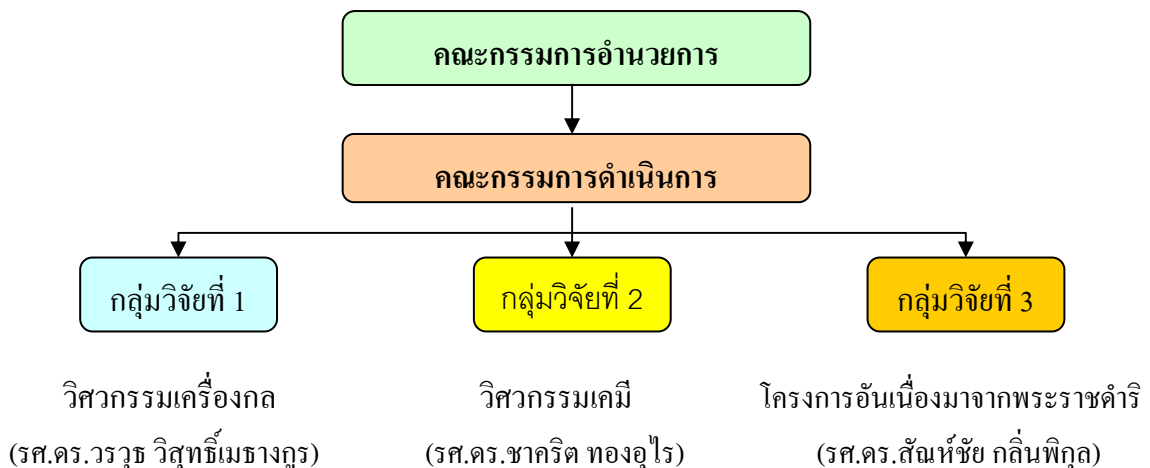 คณะกรรมการอำนวยการ
คณะกรรมการดำเนินการ
กลุ่มวิจัยที่ 1
กลุ่มวิจัยที่ 2
กลุ่มวิจัยที่ 3
วิศวกรรมเครื่องกล
วิศวกรรมเคมี
โครงการอันเนื่องมาจากพระราชดำริ
(รศ.ดร.วรวุธ วิสุทธิ์เมธางกูร)
(รศ.ดร.ชาคริต ทองอุไร)
(รศ.ดร.สัณห์ชัย กลิ่นพิกุล)